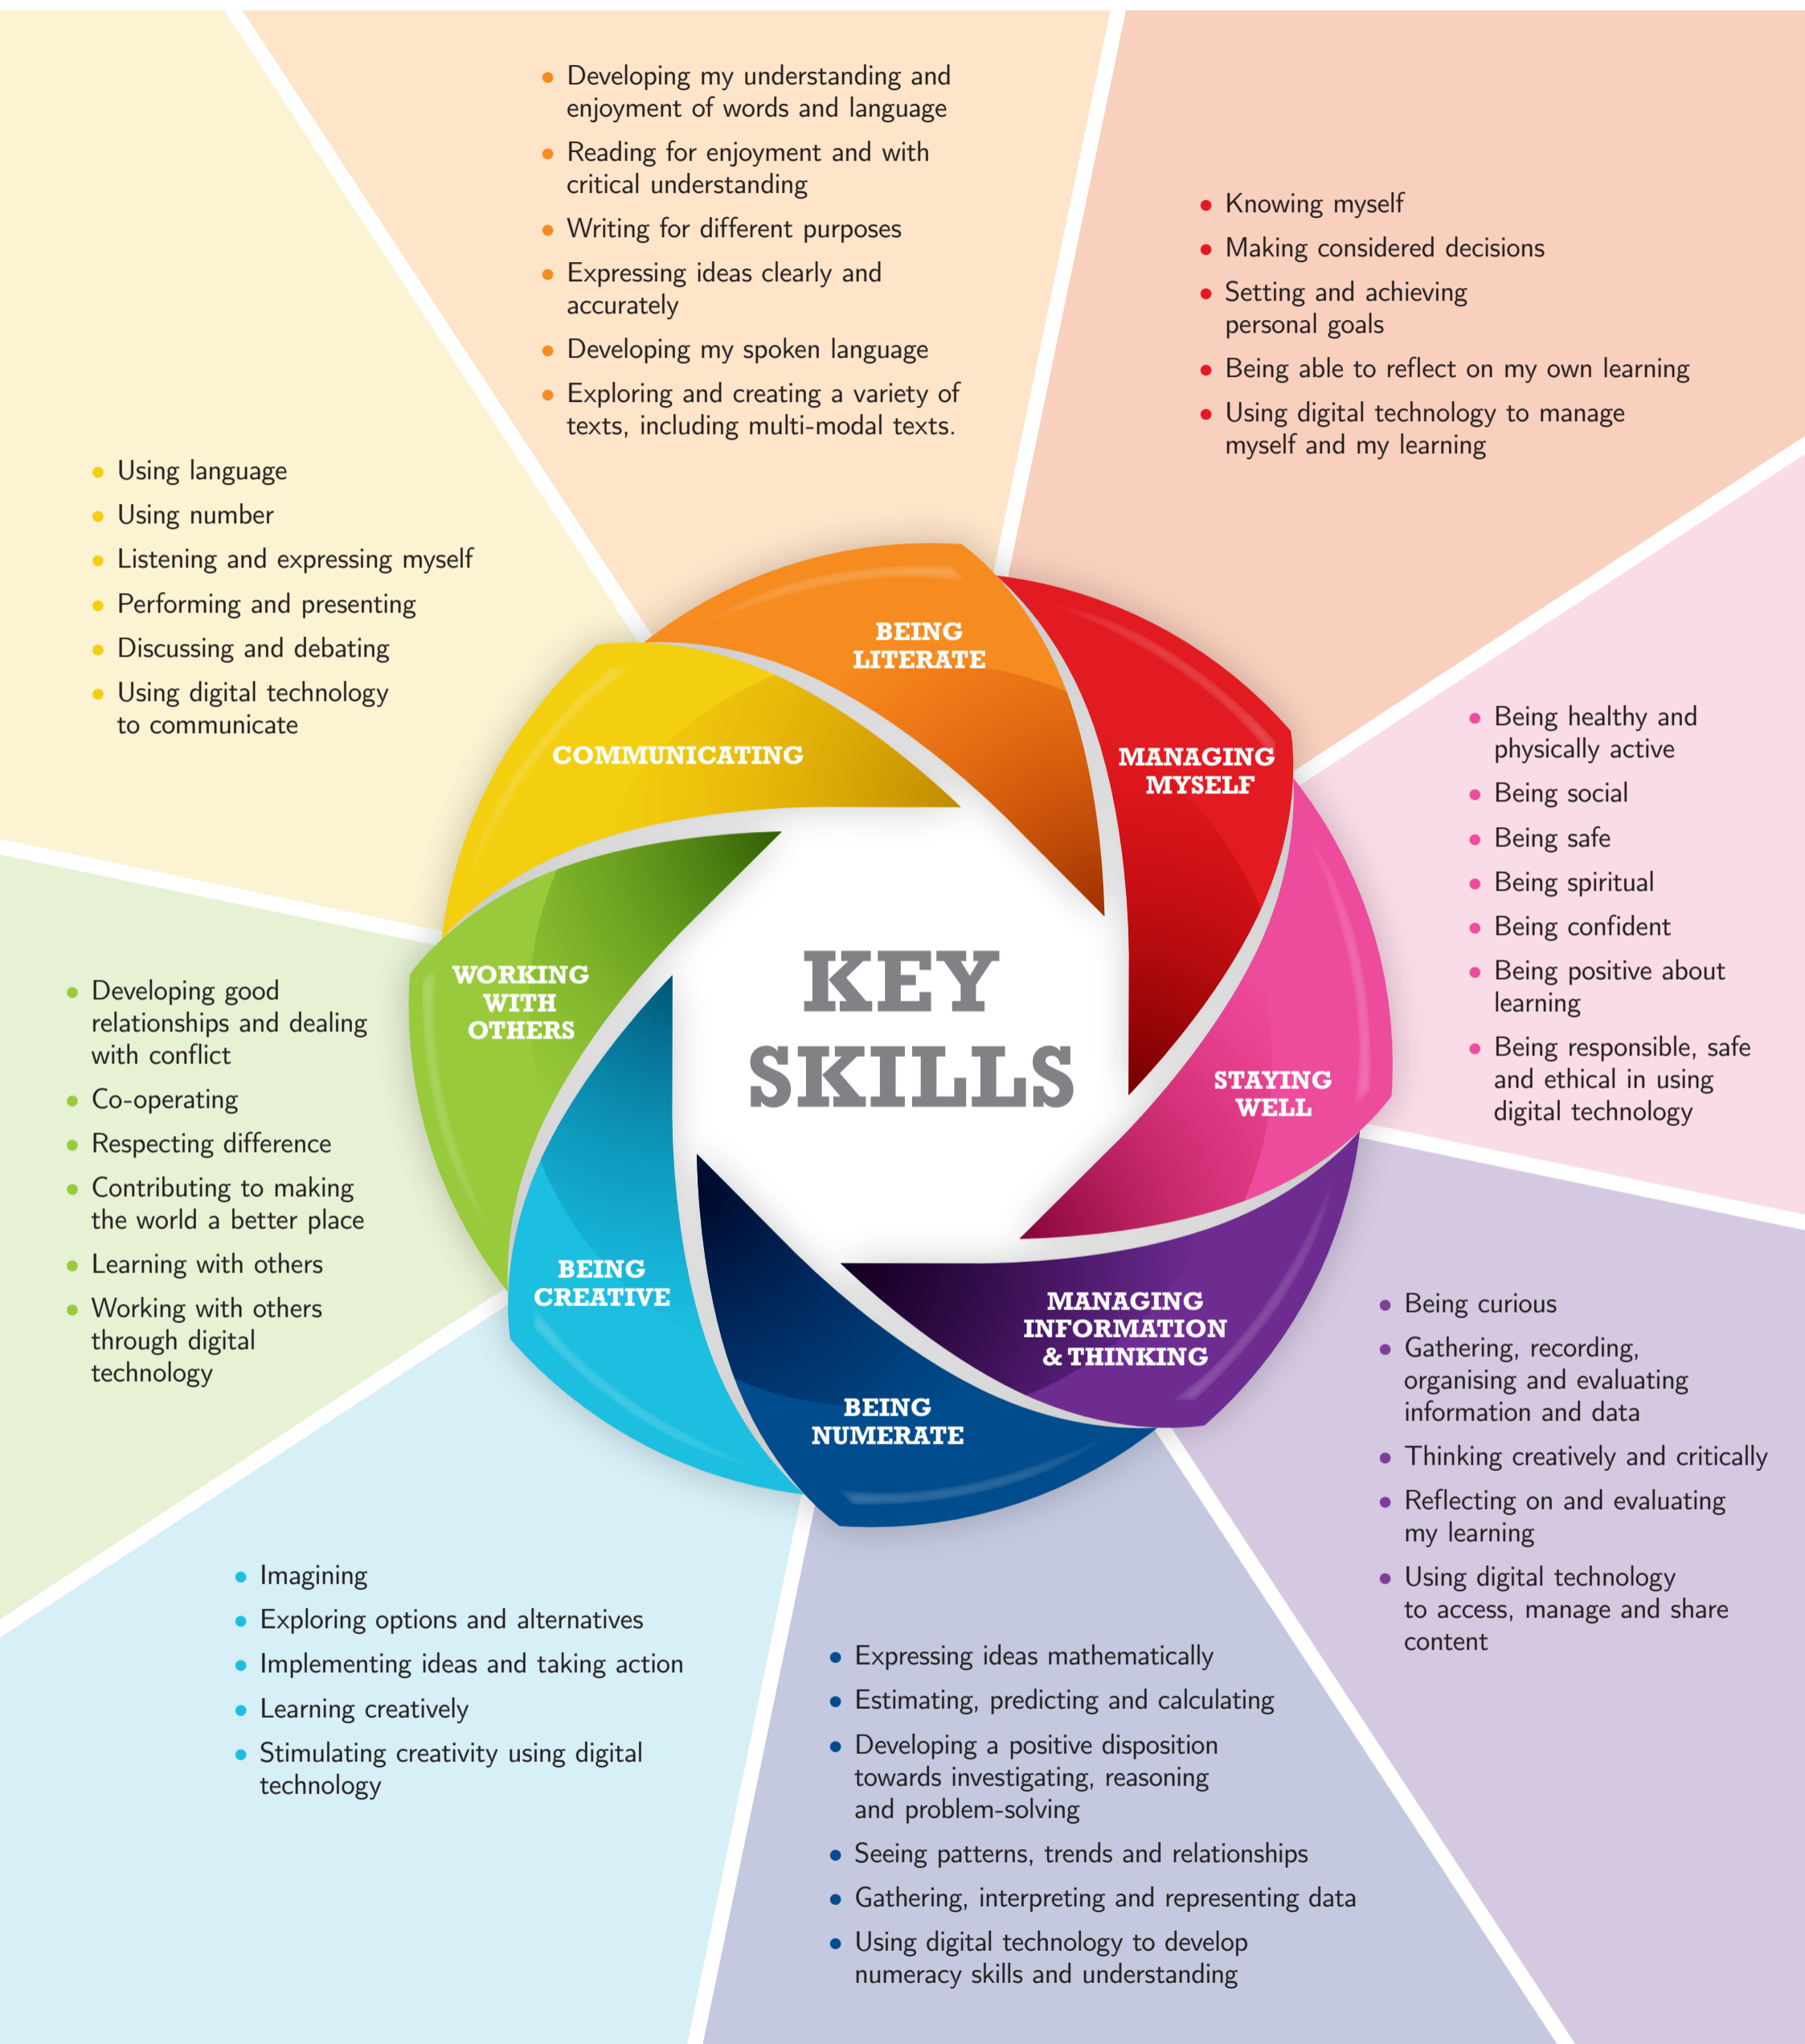 • Developing my understanding and
enjoyment of words and language
• Reading for enjoyment and with
critical understanding
• Writing for different purposes
• Expressing ideas clearly and
accurately
• Developing my spoken language
• Exploring and creating a variety of
texts, including multi-modal texts.
• Knowing myself
• Making considered decisions
• Setting and achieving
personal goals
• Being able to reflect on my own learning
• Using digital technology to manage
myself and my learning
• Using language
• Using number
• Listening and expressing myself
• Performing and presenting
• Discussing and debating
• Using digital technology
to communicate
BEING
LITERATE
COMMUNICATING
MANAGING
MYSELF
• Being healthy and
physically active
• Being social
• Being safe
• Being spiritual
• Being confident
• Being positive about
learning
• Being responsible, safe
and ethical in using
digital technology
WORKING
WITH
OTHERS
KEY
SKILLS
STAYING
WELL
• Developing good
relationships and dealing
with conflict
• Co-operating
• Respecting difference
• Contributing to making
the world a better place
• Learning with others
• Working with others
through digital
technology
BEING
CREATIVE
MANAGING
INFORMATION
& THINKING
BEING
NUMERATE
• Being curious
• Gathering, recording,
organising and evaluating
information and data
• Thinking creatively and critically
• Reflecting on and evaluating
my learning
• Using digital technology
to access, manage and share
content
• Imagining
• Exploring options and alternatives
• Implementing ideas and taking action
• Learning creatively
• Stimulating creativity using digital
technology
• Expressing ideas mathematically
• Estimating, predicting and calculating
• Developing a positive disposition
towards investigating, reasoning
and problem-solving
• Seeing patterns, trends and relationships
• Gathering, interpreting and representing data
• Using digital technology to develop
numeracy skills and understanding